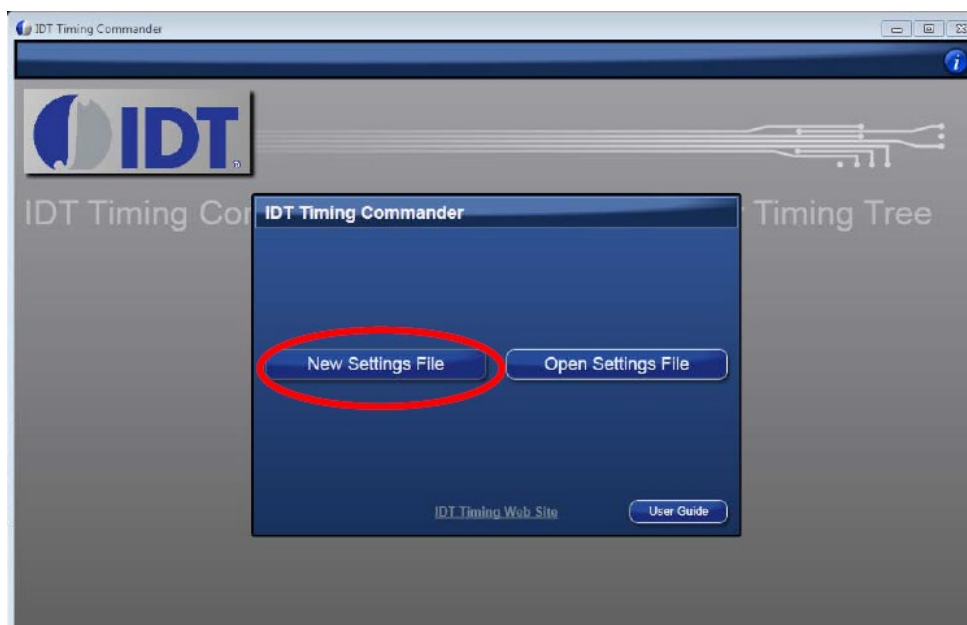 IDT Timing Commander
i
IDT®
IDT Timing Co
Timing Tree
IDT Timing Commander
New Settings File
Open Settings File
IDT Timing Web Site
User Guide